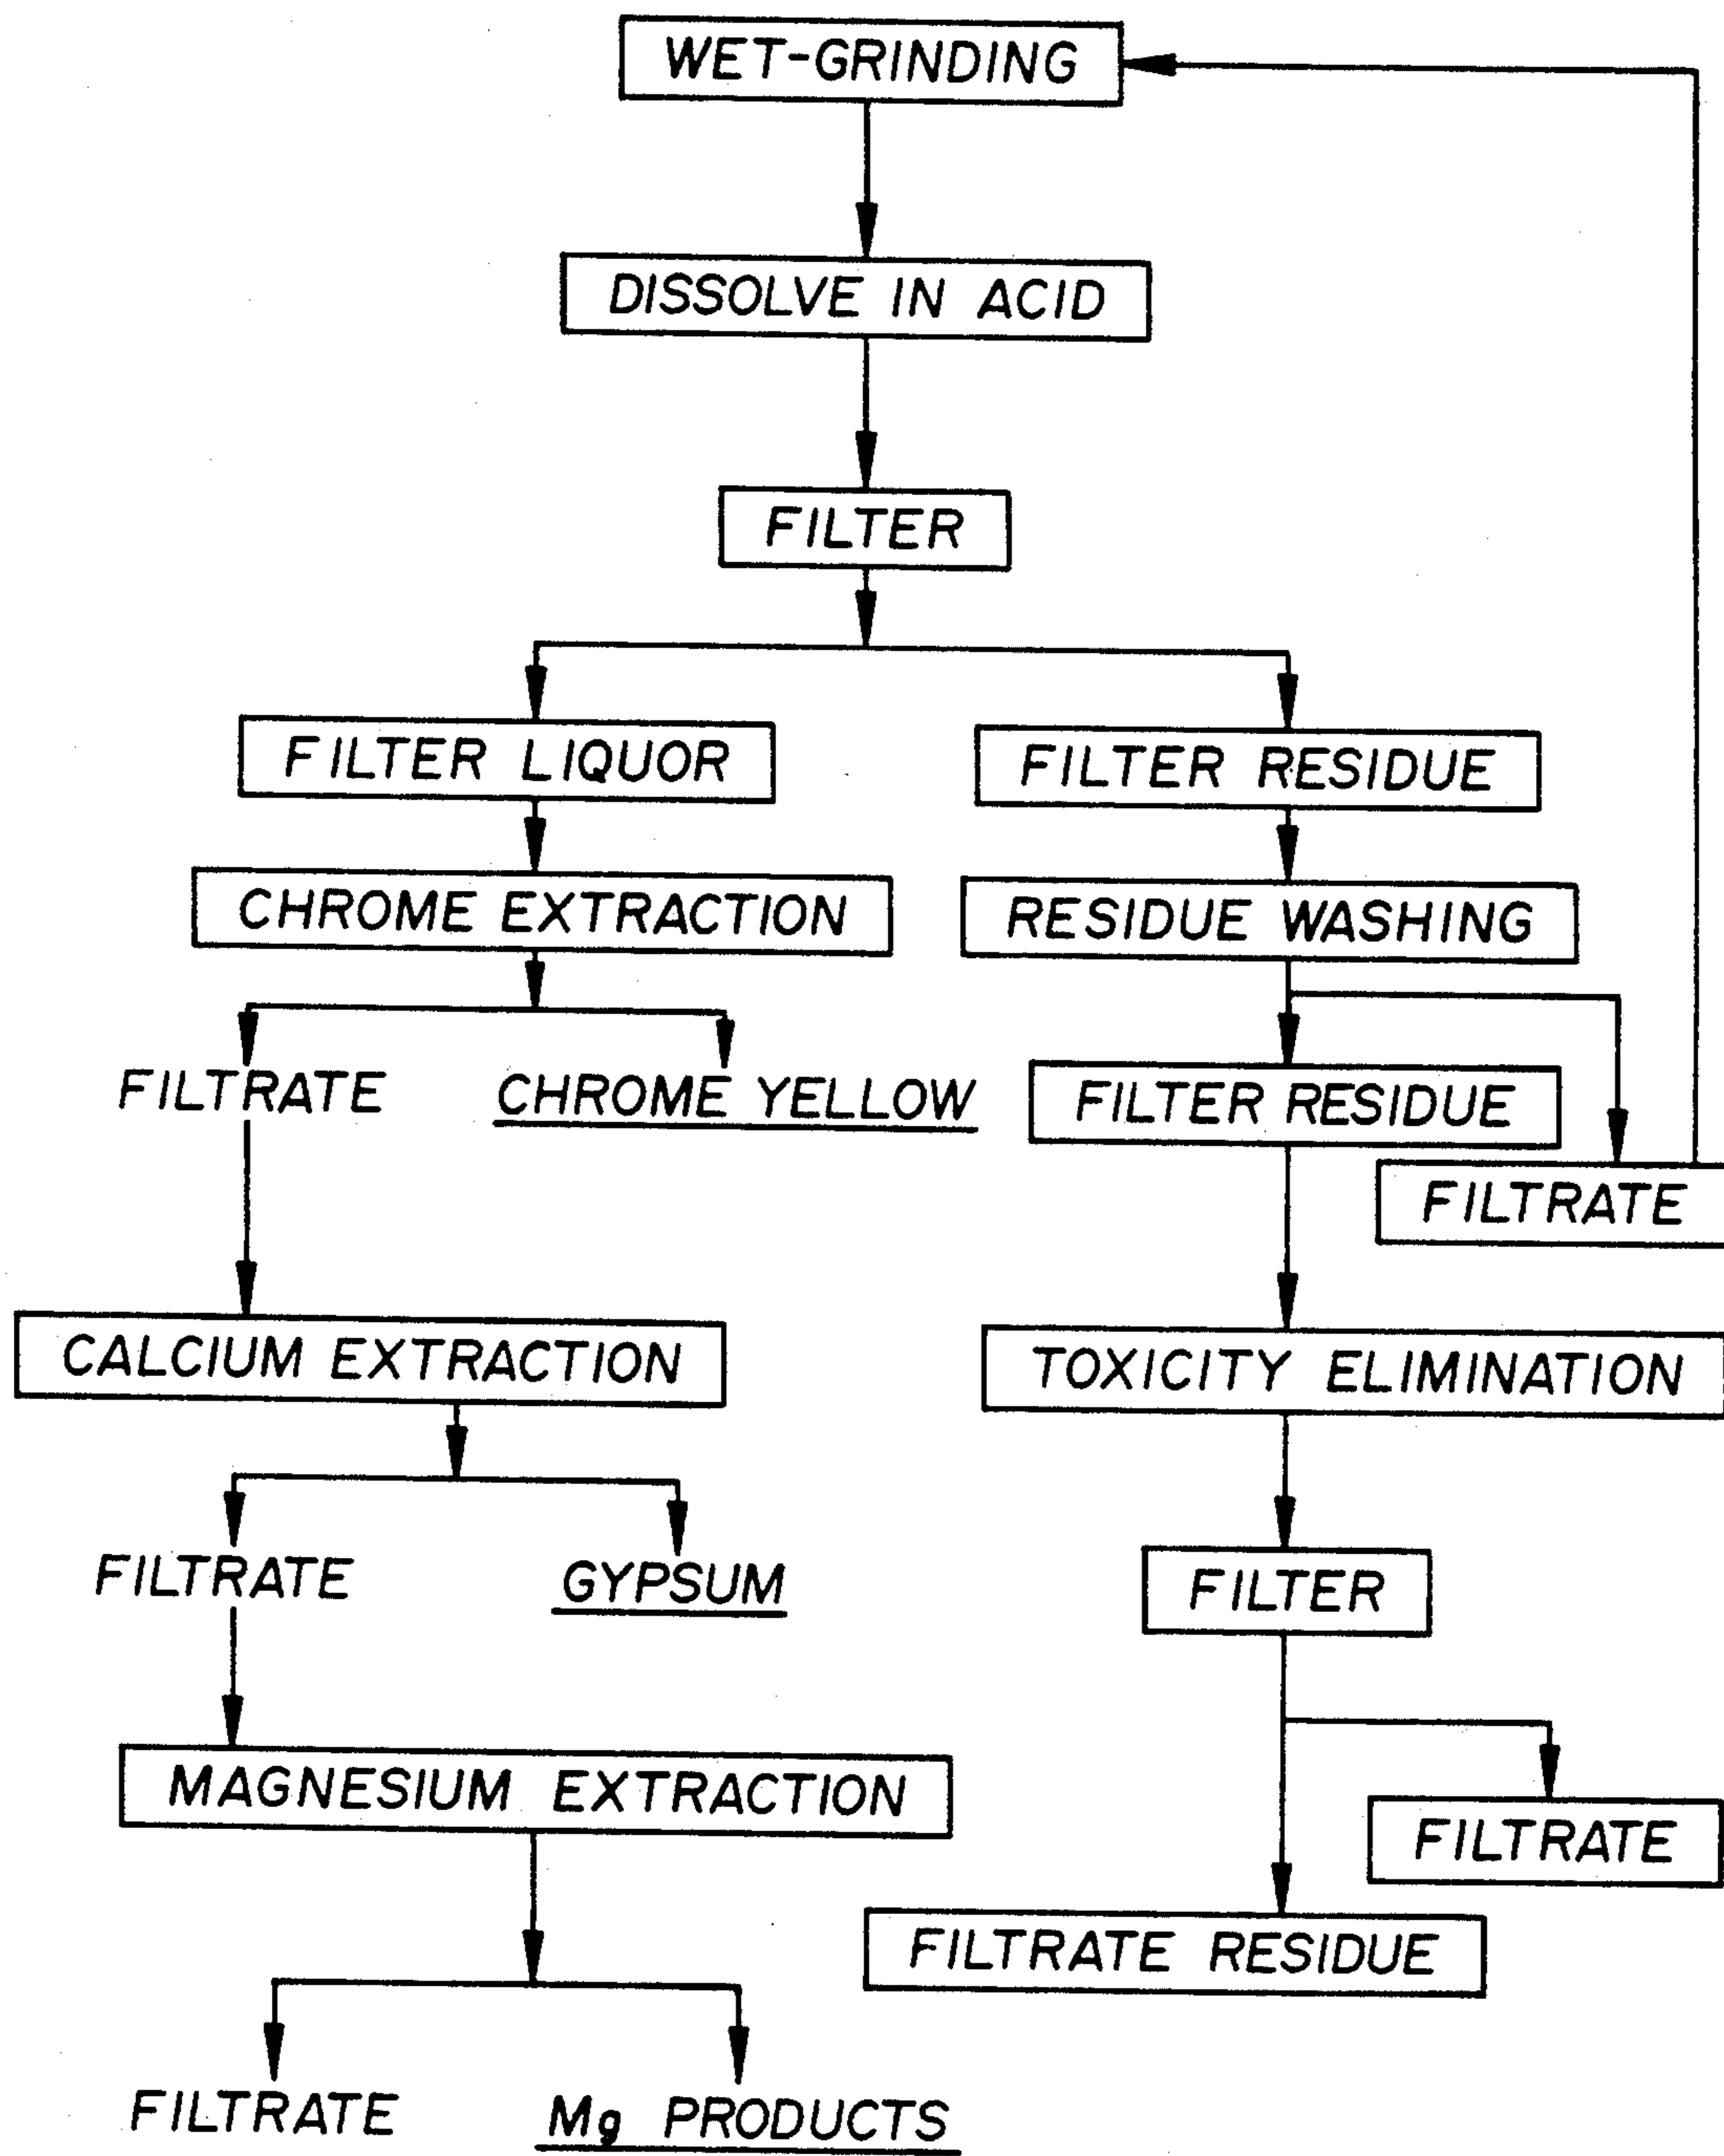 WET-GRINDING
DISSOLVE IN ACID
FILTER
FILTER LIQUOR
FILTER RESIDUE
CHROME EXTRACTION
RESIDUE WASHING
FILTRATE
CHROME YELLOW
FILTER RESIDUE
FILTRATE
CALCIUM EXTRACTION
TOXICITY ELIMINATION
FILTRATE
GYPSUM
FILTER
MAGNESIUM EXTRACTION
FILTRATE
FILTRATE RESIDUE
FILTRATE
Mg PRODUCTS